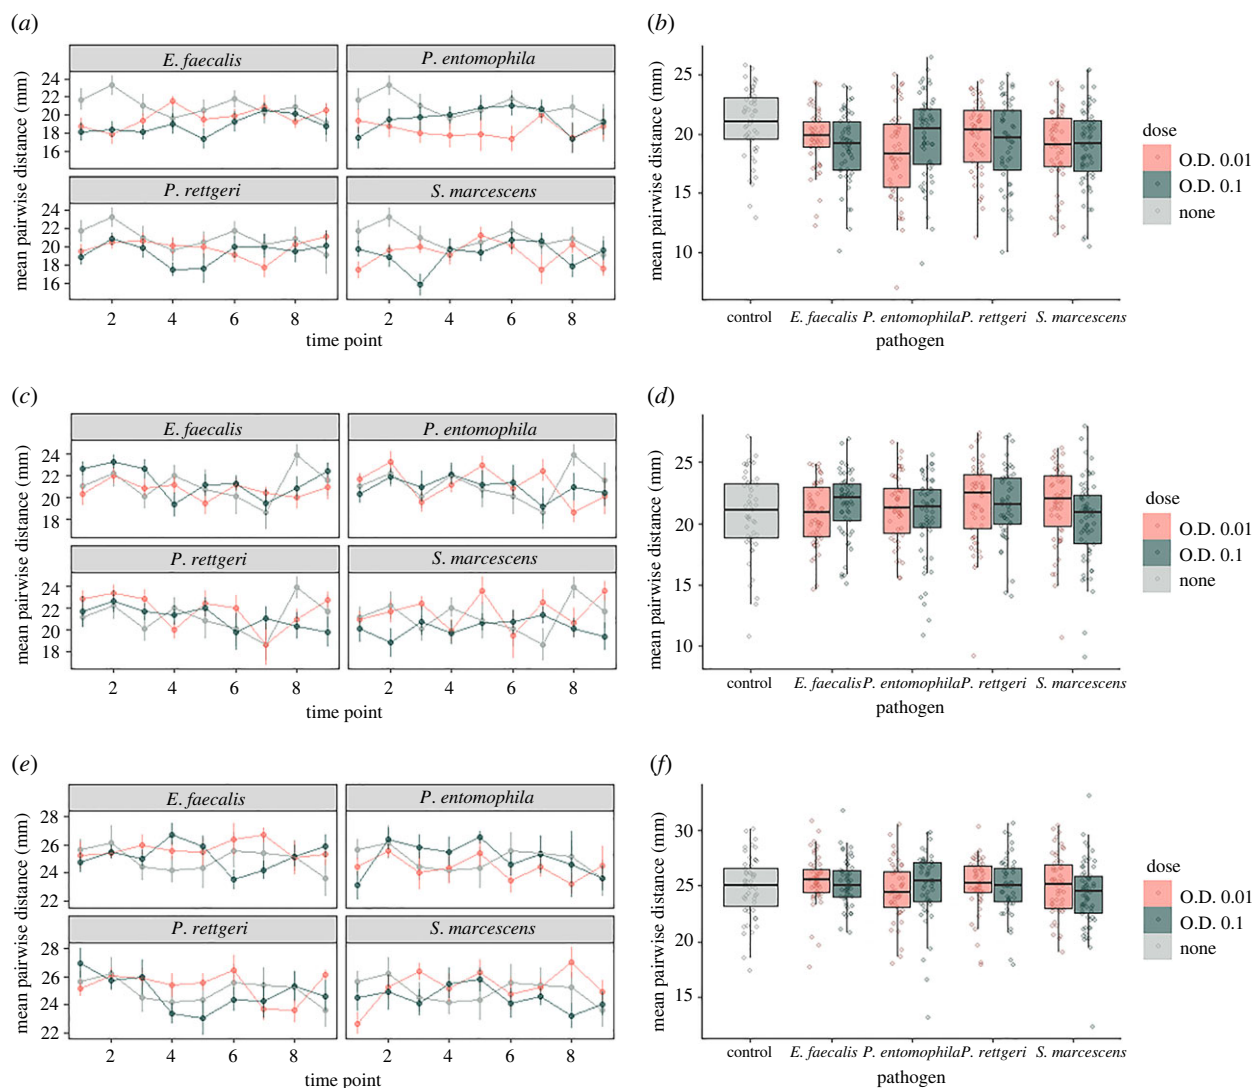 (a)
(b)
E. faecalis
P. entomophila
mean pairwise distance (mm)
24
22
20
18
16
P. rettgeri
S. marcescens
24
22
20
18
16
2 4 6 8 2 4 6 8
time point
mean pairwise distance (mm)
25
20
15
10
control E. faecalis P. entomophila P. rettgeri S. marcescens
pathogen
dose
O.D. 0.01
O.D. 0.1
none
(c)
(d)
E. faecalis
P. entomophila
mean pairwise distance (mm)
24
22
20
18
P. rettgeri
S. marcescens
22
20
18
24
2 4 6 8 2 4 6 8
time point
mean pairwise distance (mm)
25
20
15
10
control E. faecalis P. entomophila P. rettgeri S. marcescens
pathogen
dose
O.D. 0.01
O.D. 0.1
none
(e)
(f)
E. faecalis
P. entomophila
mean pairwise distance (mm)
28
26
24
22
P. rettgeri
S. marcescens
28
26
24
22
2 4 6 8 2 4 6 8
time point
mean pairwise distance (mm)
30
25
20
15
control E. faecalis P. entomophila P. rettgeri S. marcescens
pathogen
dose
O.D. 0.01
O.D. 0.1
none